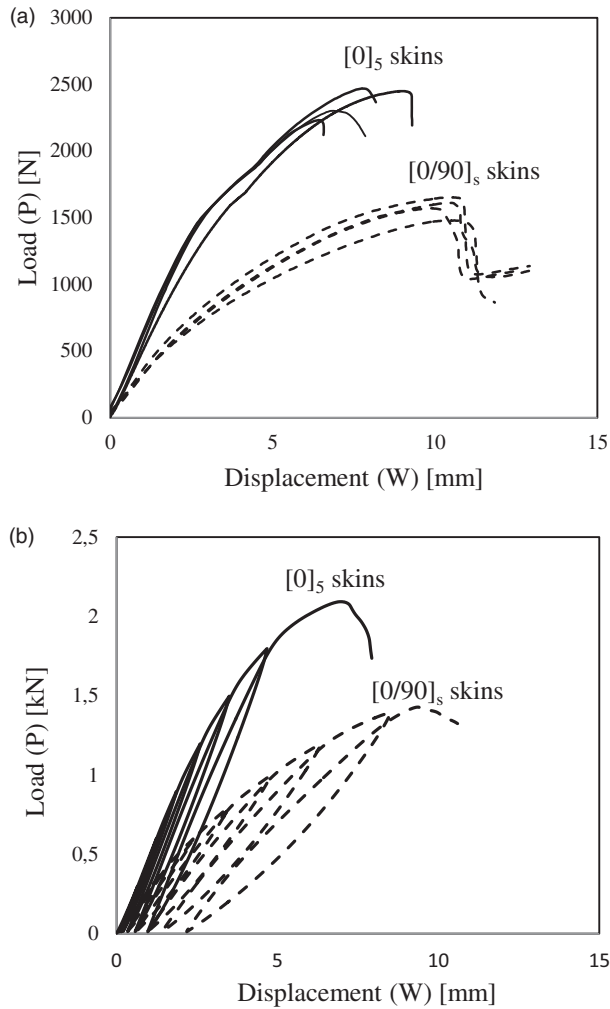 (a)
3000
2500
2000
1500
1000
500
0
Load (P) [N]
[0]5 skins
[0/90]s skins
0 5 10 15
Displacement (W) [mm]
(b)
2,5
2
1,5
1
0,5
0
Load (P) [kN]
[0]5 skins
[0/90]s skins
0 5 10 15
Displacement (W) [mm]